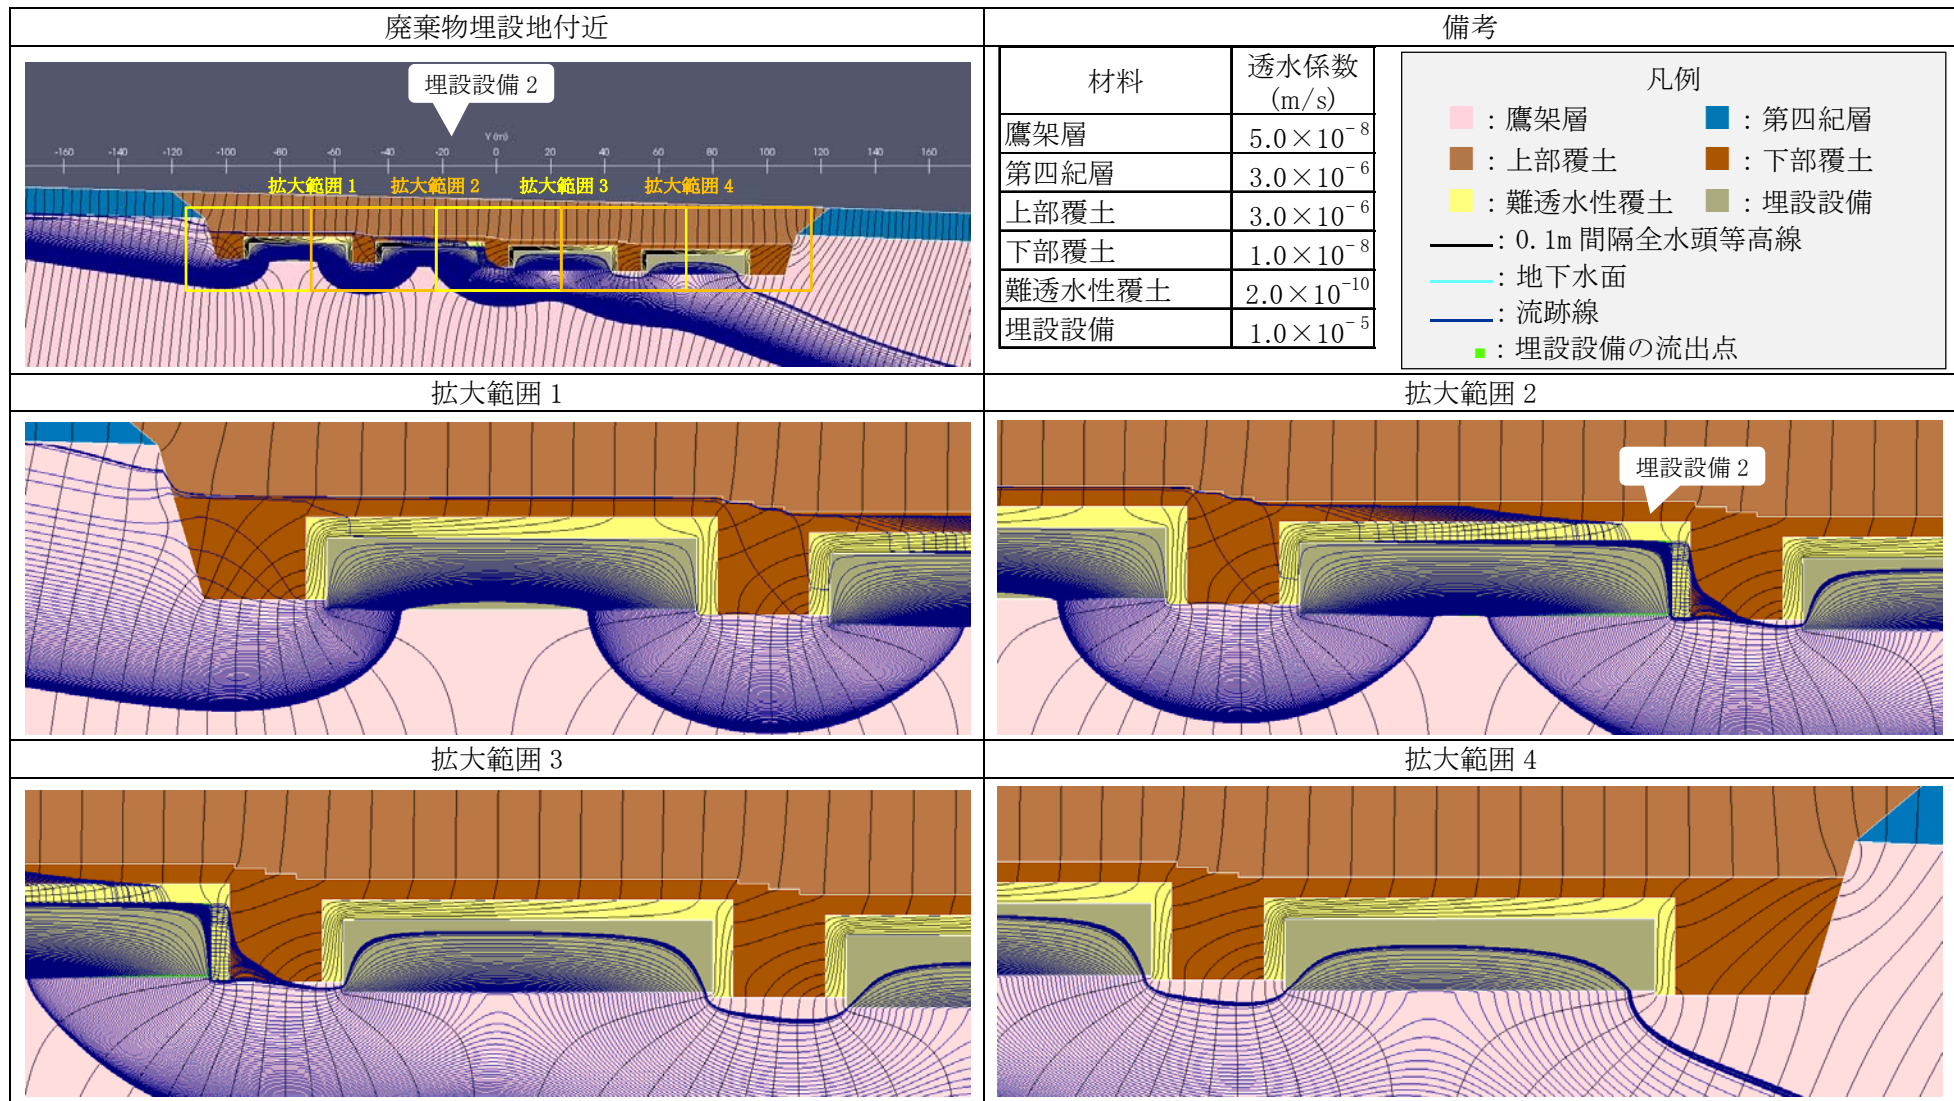 廃棄物埋設地付近
備考
埋設設備 2
Y (m)
-160 -140 -120 -100 -80 -60 -40 -20 0 20 40 60 80 100 120 140 160
拡大範囲 1 拡大範囲 2 拡大範囲 3 拡大範囲 4
材料 透水係数
(m/s)
鷹架層 5.0×10⁻⁸
第四紀層 3.0×10⁻⁶
上部覆土 3.0×10⁻⁶
下部覆土 1.0×10⁻⁸
難透水性覆土 2.0×10⁻¹⁰
埋設設備 1.0×10⁻⁵
凡例
：鷹架層 ：第四紀層
：上部覆土 ：下部覆土
：難透水性覆土 ：埋設設備
：0.1m 間隔全水頭等高線
：地下水面
：流跡線
：埋設設備の流出点
拡大範囲 1
拡大範囲 2
埋設設備 2
拡大範囲 3
拡大範囲 4